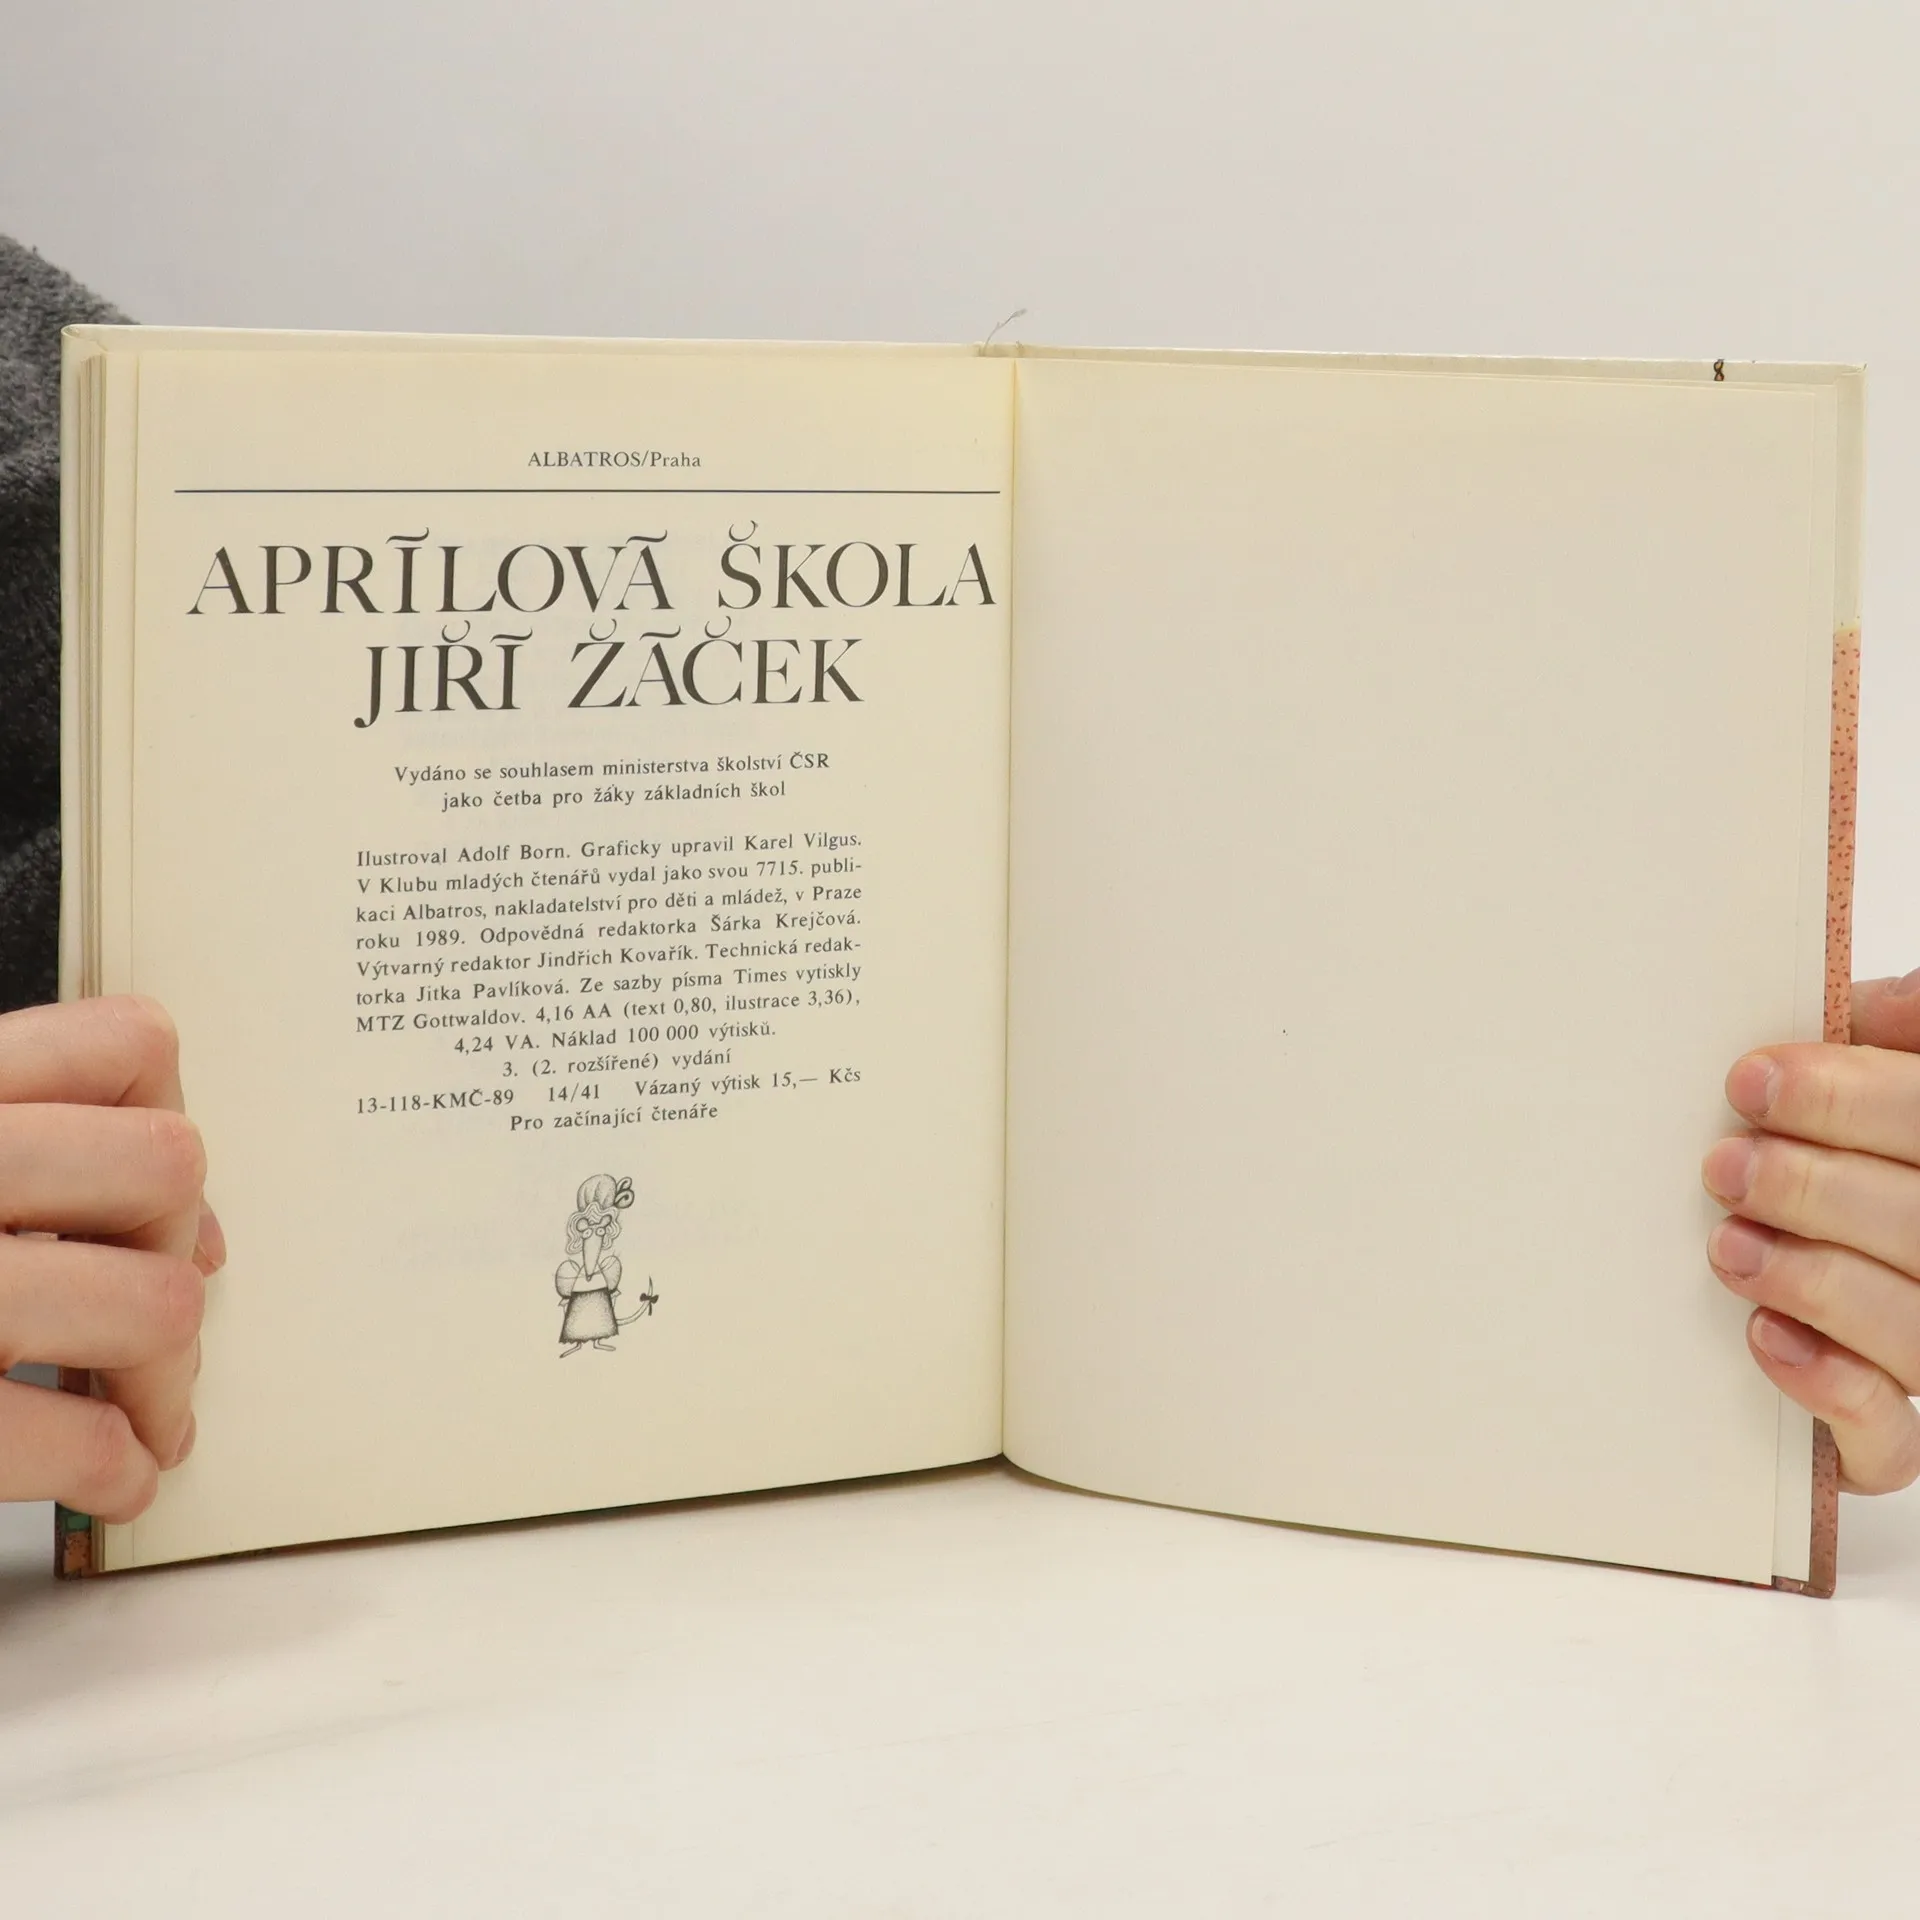 ALBATROS/Praha
APRĪLOVÃ ŠKOLA
JIŘĪ ŽÃČEK
Vydáno se souhlasem ministerstva školství ČSR
jako četba pro žáky základních škol
Ilustroval Adolf Born. Graficky upravil Karel Vilgus.
V Klubu mladých čtenářů vydal jako svou 7715. publi-
kaci Albatros, nakladatelství pro děti a mládež, v Praze
roku 1989. Odpovědná redaktorka Šárka Krejčová.
Výtvarný redaktor Jindřich Kovařík. Technická redak-
torka Jitka Pavlíková. Ze sazby písma Times vytiskly
MTZ Gottwaldov. 4,16 AA (text 0,80, ilustrace 3,36),
4,24 VA. Náklad 100 000 výtisků.
3. (2. rozšířené) vydání
13-118-KMČ-89 14/41 Vázaný výtisk 15,— Kčs
Pro začínající čtenáře